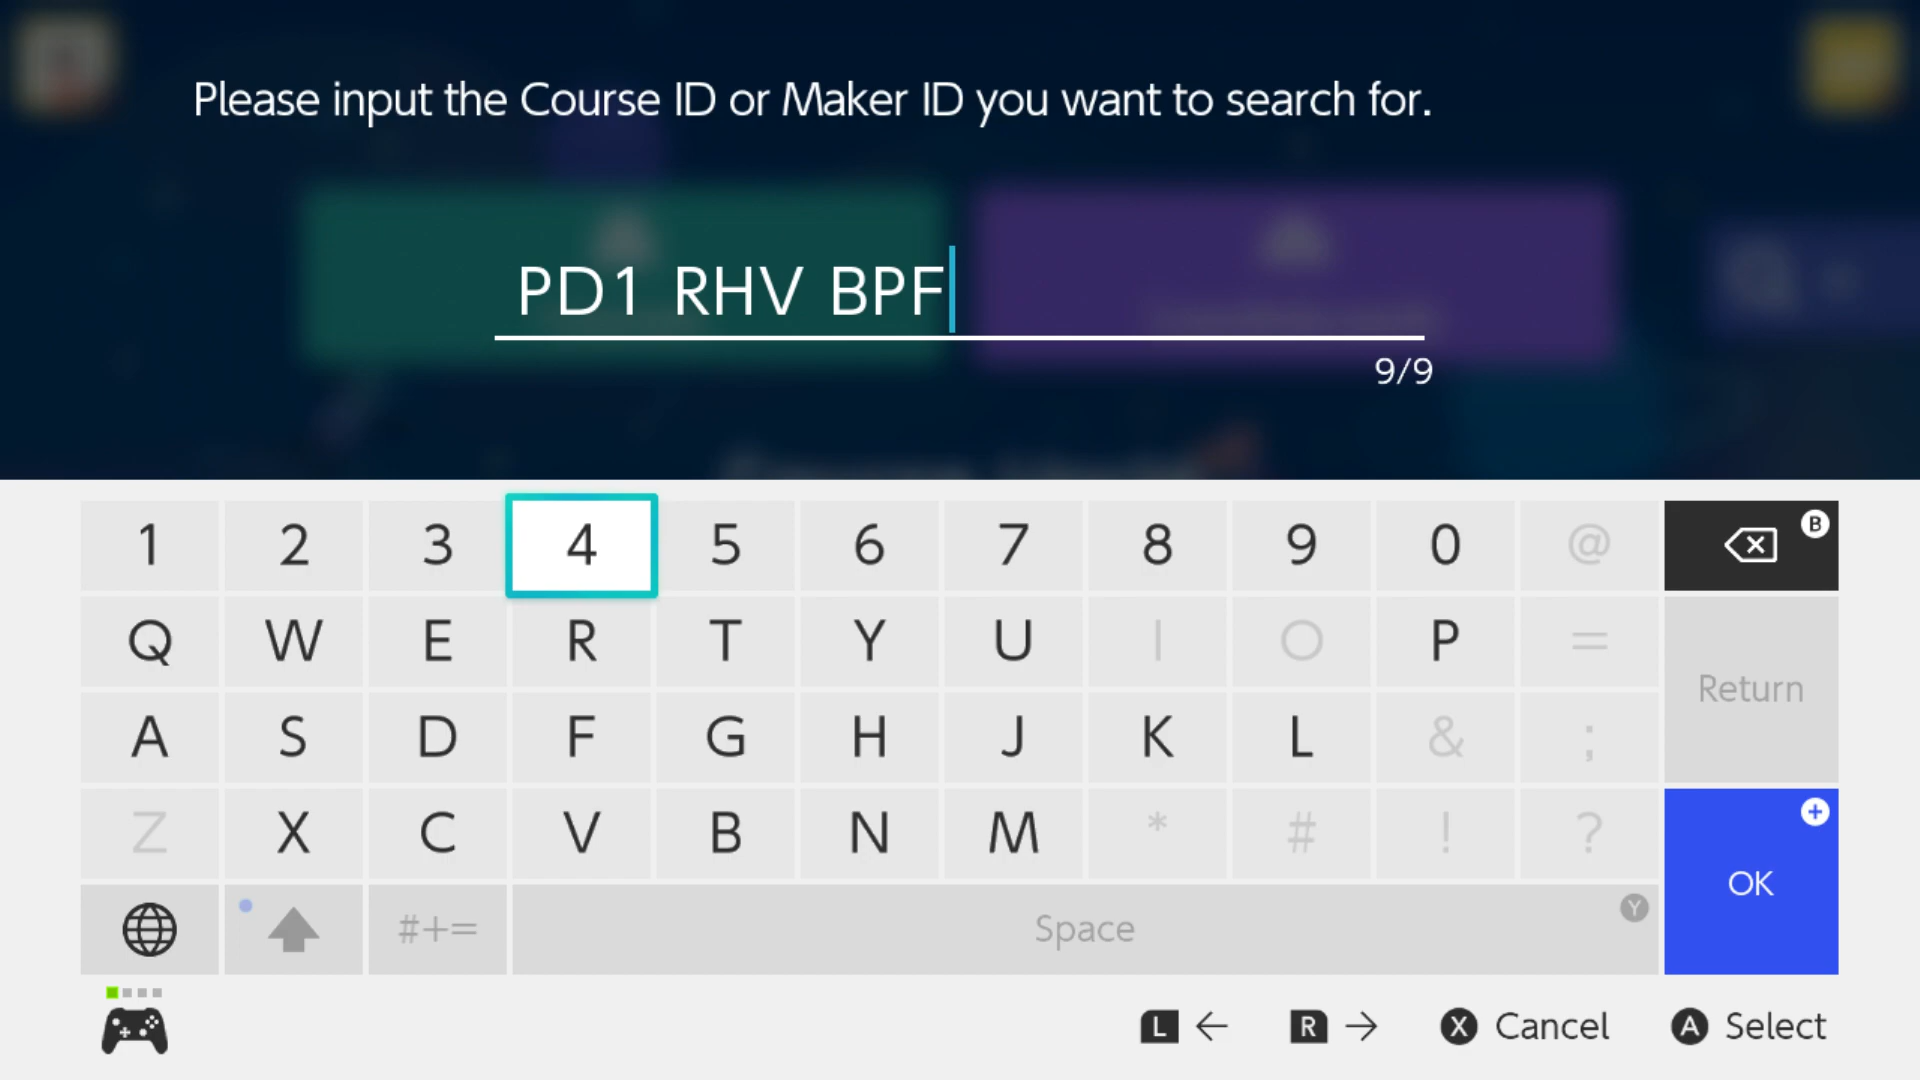 Please input the Course ID or Maker ID you want to search for.
PD1 RHV BPF
9/9
1 2 3 4 5 6 7 8 9 0 @ B
Q W E R T Y U I O P = Return
A S D F G H J K L & ;
Z X C V B N M * # ! ? + OK
#+= Space Y
L ← R → X Cancel A Select